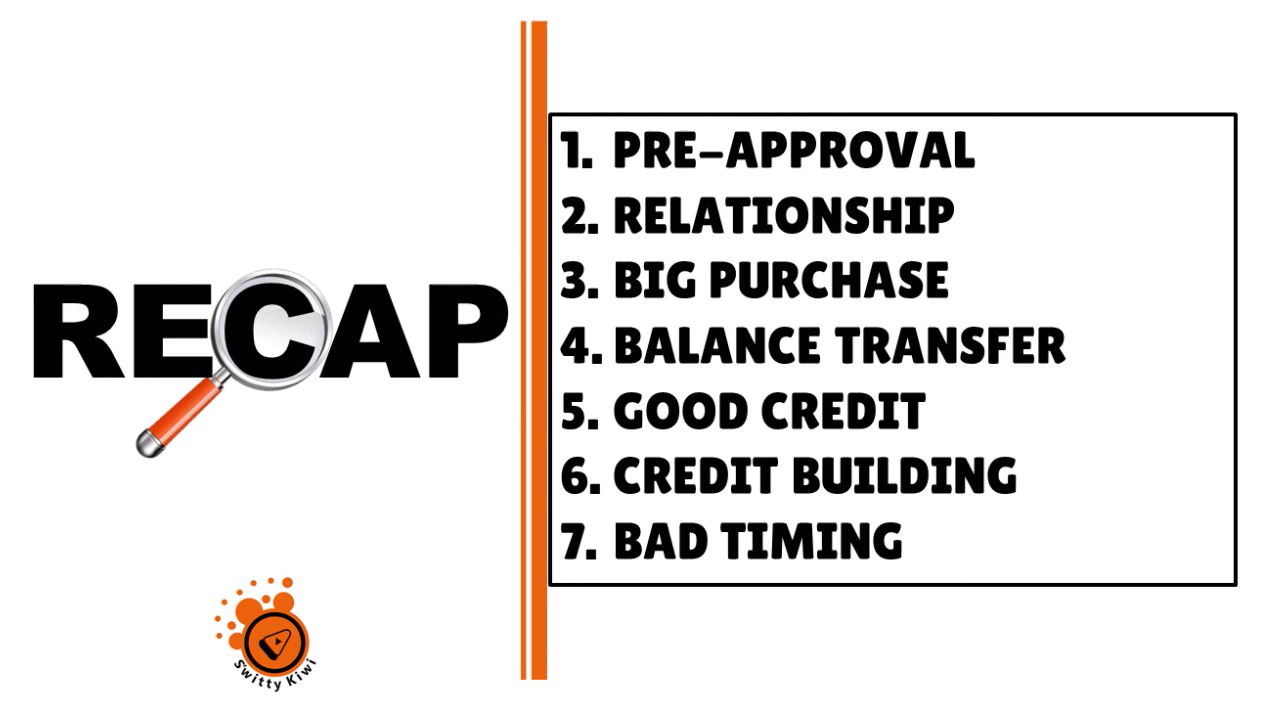 RECAP
1. PRE-APPROVAL
2. RELATIONSHIP
3. BIG PURCHASE
4. BALANCE TRANSFER
5. GOOD CREDIT
6. CREDIT BUILDING
7. BAD TIMING
Switty Kiwi